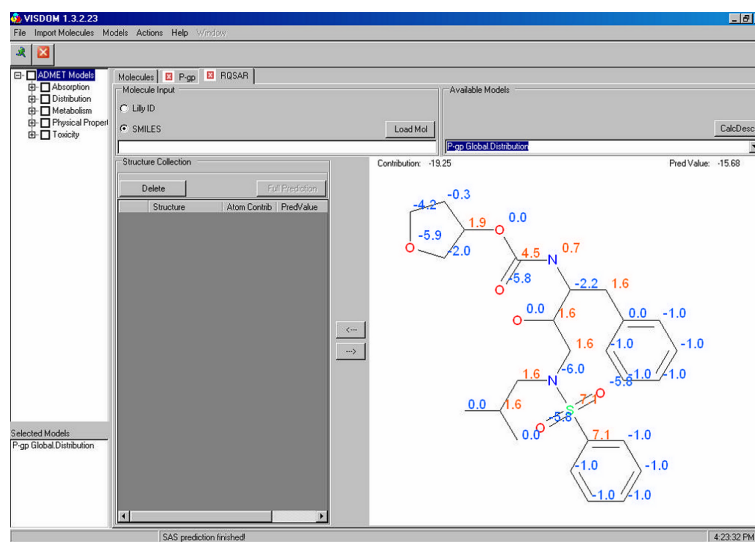 VISDOM 1.3.2.23
File Import Molecules Models Actions Help Window
ADMET Models
Absorption
Distribution
Metabolism
Physical Propert
Toxicity
Molecules P-gp RQSAR
Molecule Input
Lilly ID
SMILES
Load Mol
Available Models
CalcDesc
P-gp Global.Distribution
Structure Collection
Delete Full Prediction
Structure Atom Contrib PredValue
<---
--->
Selected Models
P-gp Global.Distribution
Contribution: -19.25 Pred Value: -15.68
-0.3
-4.2 0.0
1.9 O
-5.9
O -2.0 4.5 N 0.7
-5.8
O -2.2 1.6
0.0
O 1.6 0.0 -1.0
1.6 -1.0 -1.0
-6.0
1.6 N -5.8 -1.0 -1.0
O
0.0 1.6 S 7.1
-5.8
O
0.0 7.1 -1.0
-1.0 -1.0
-1.0 -1.0
SAS prediction finished! 4:23:32 PM